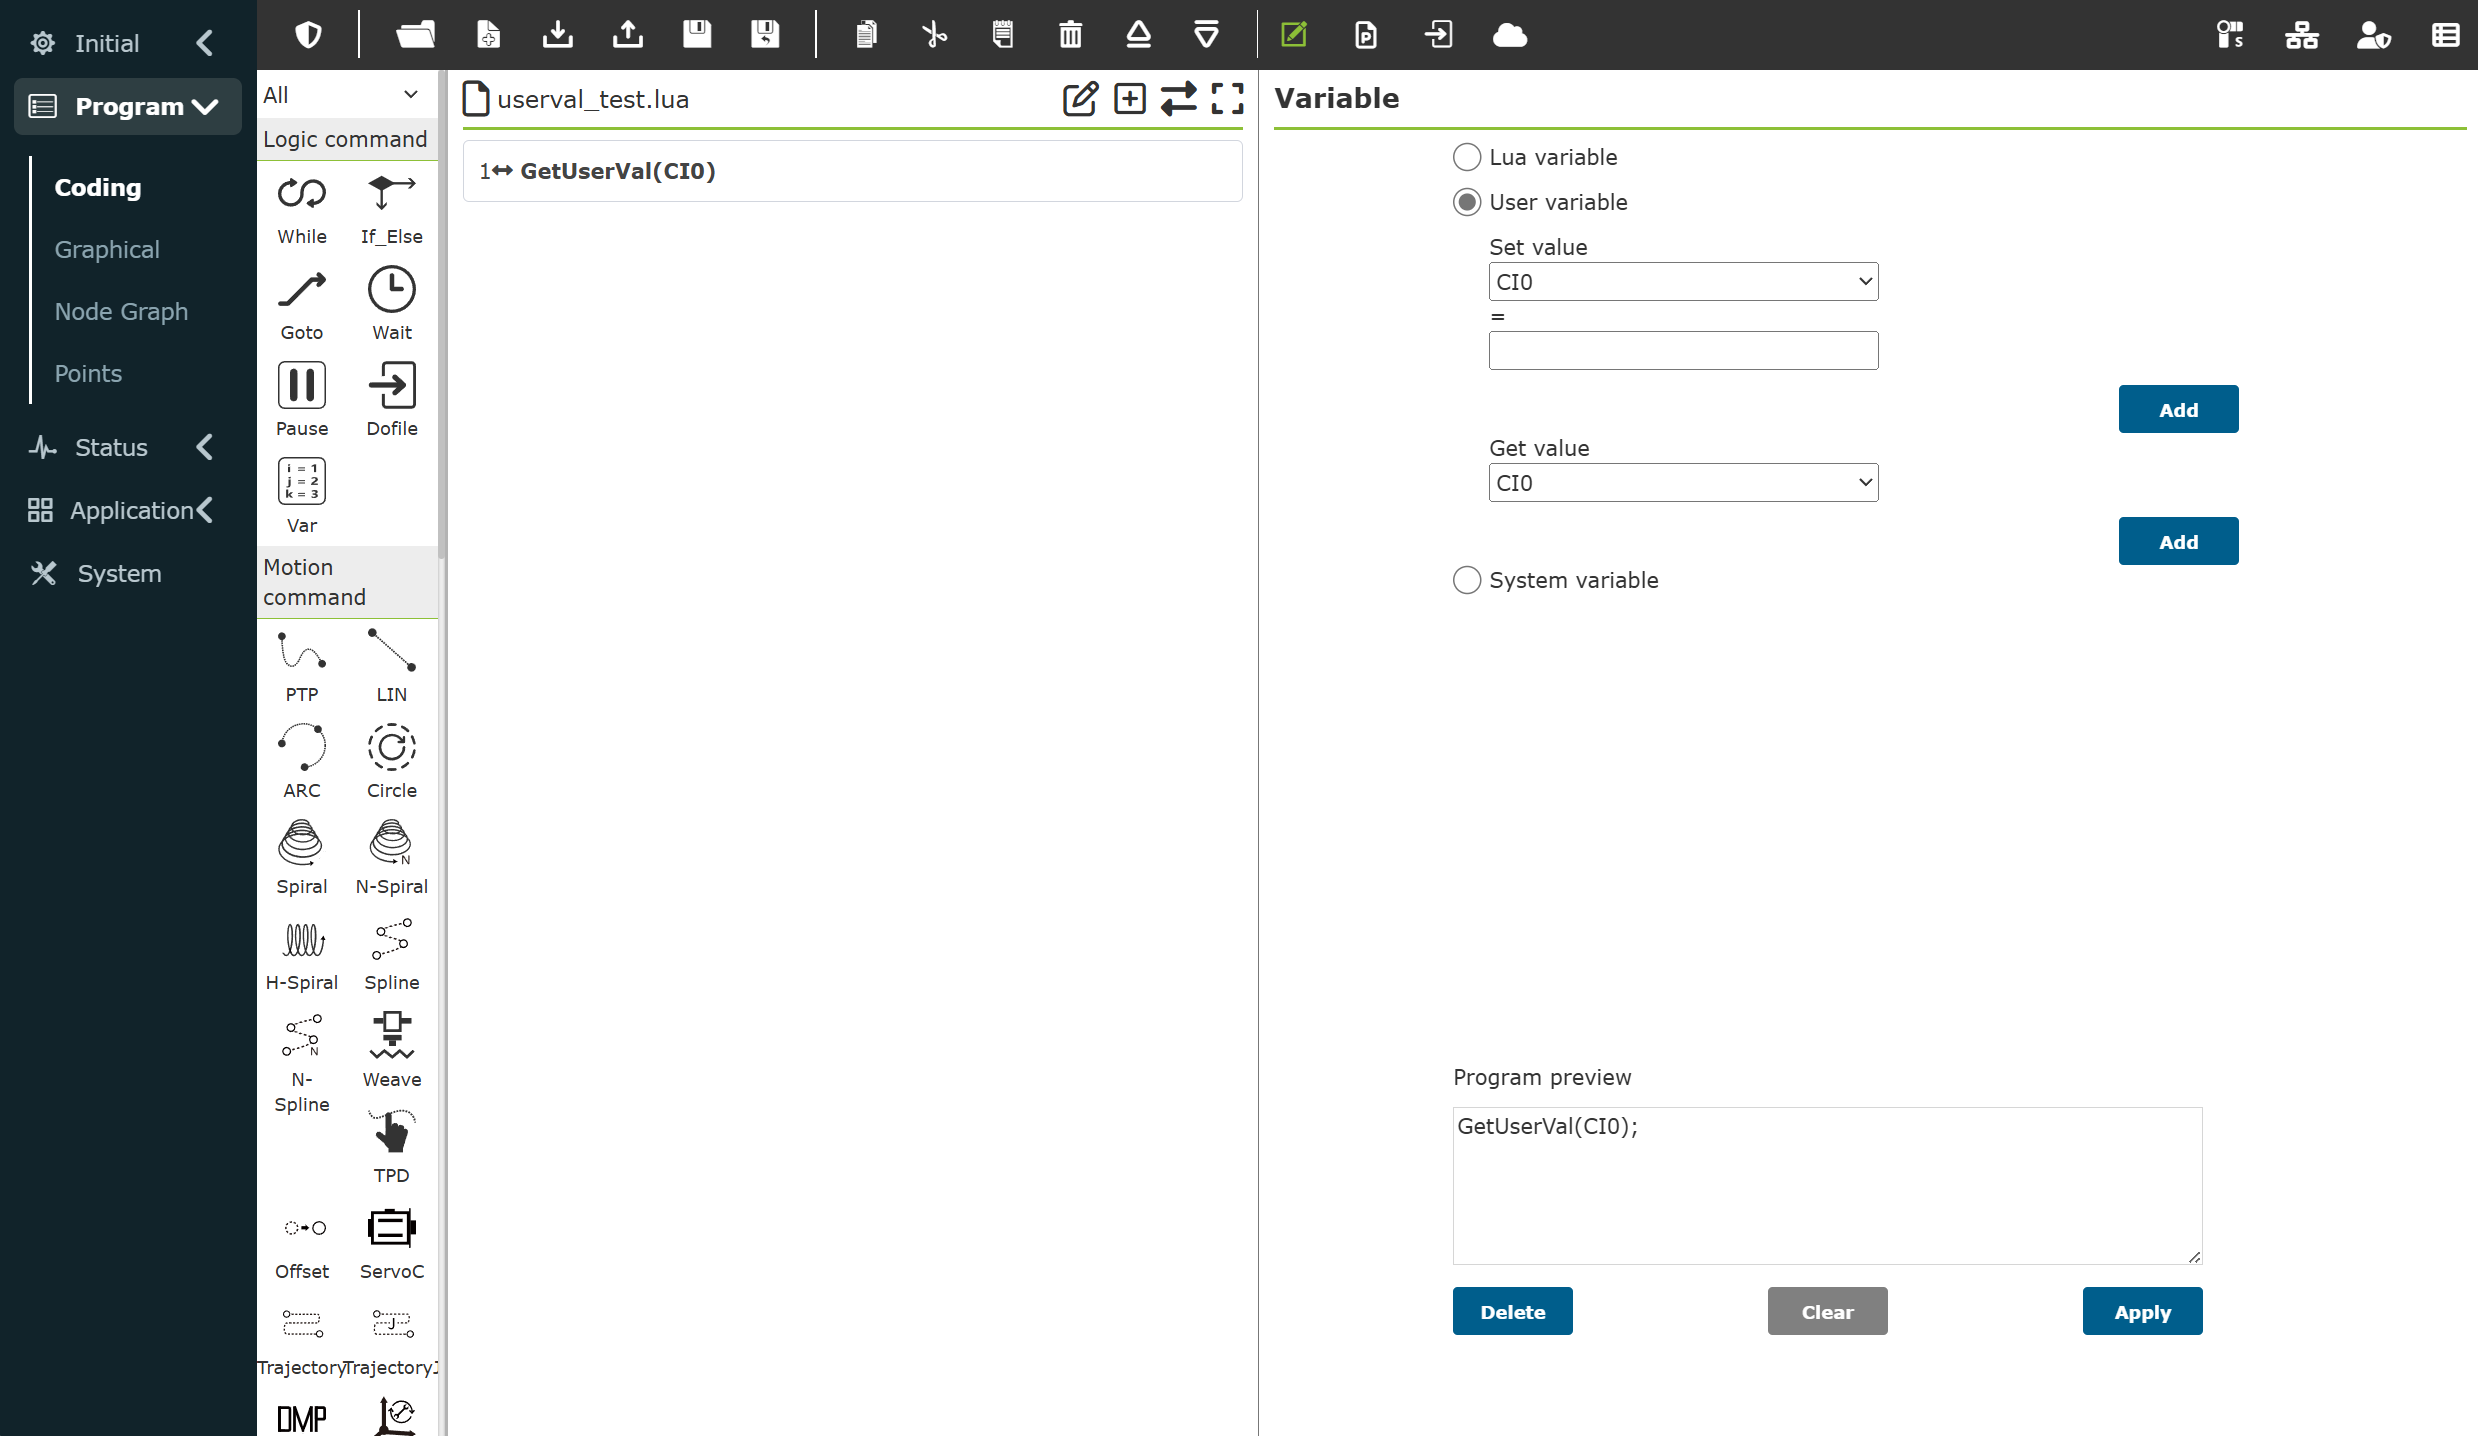 Initial
Program
Coding
Graphical
Node Graph
Points
Status
Application
System
All
Logic command
While
If_Else
Goto
Wait
Pause
Dofile
i = 1
j = 2
k = 3
Var
Motion
command
PTP
LIN
ARC
Circle
Spiral
N
N-Spiral
H-Spiral
Spline
N
N-
Spline
Weave
TPD
Offset
ServoC
Trajectory
J
TrajectoryJ
DMP
userval_test.lua
1 GetUserVal(CI0)
P
S
Variable
Lua variable
User variable
Set value
CI0
=
Add
Get value
CI0
Add
System variable
Program preview
GetUserVal(CI0);
Delete
Clear
Apply